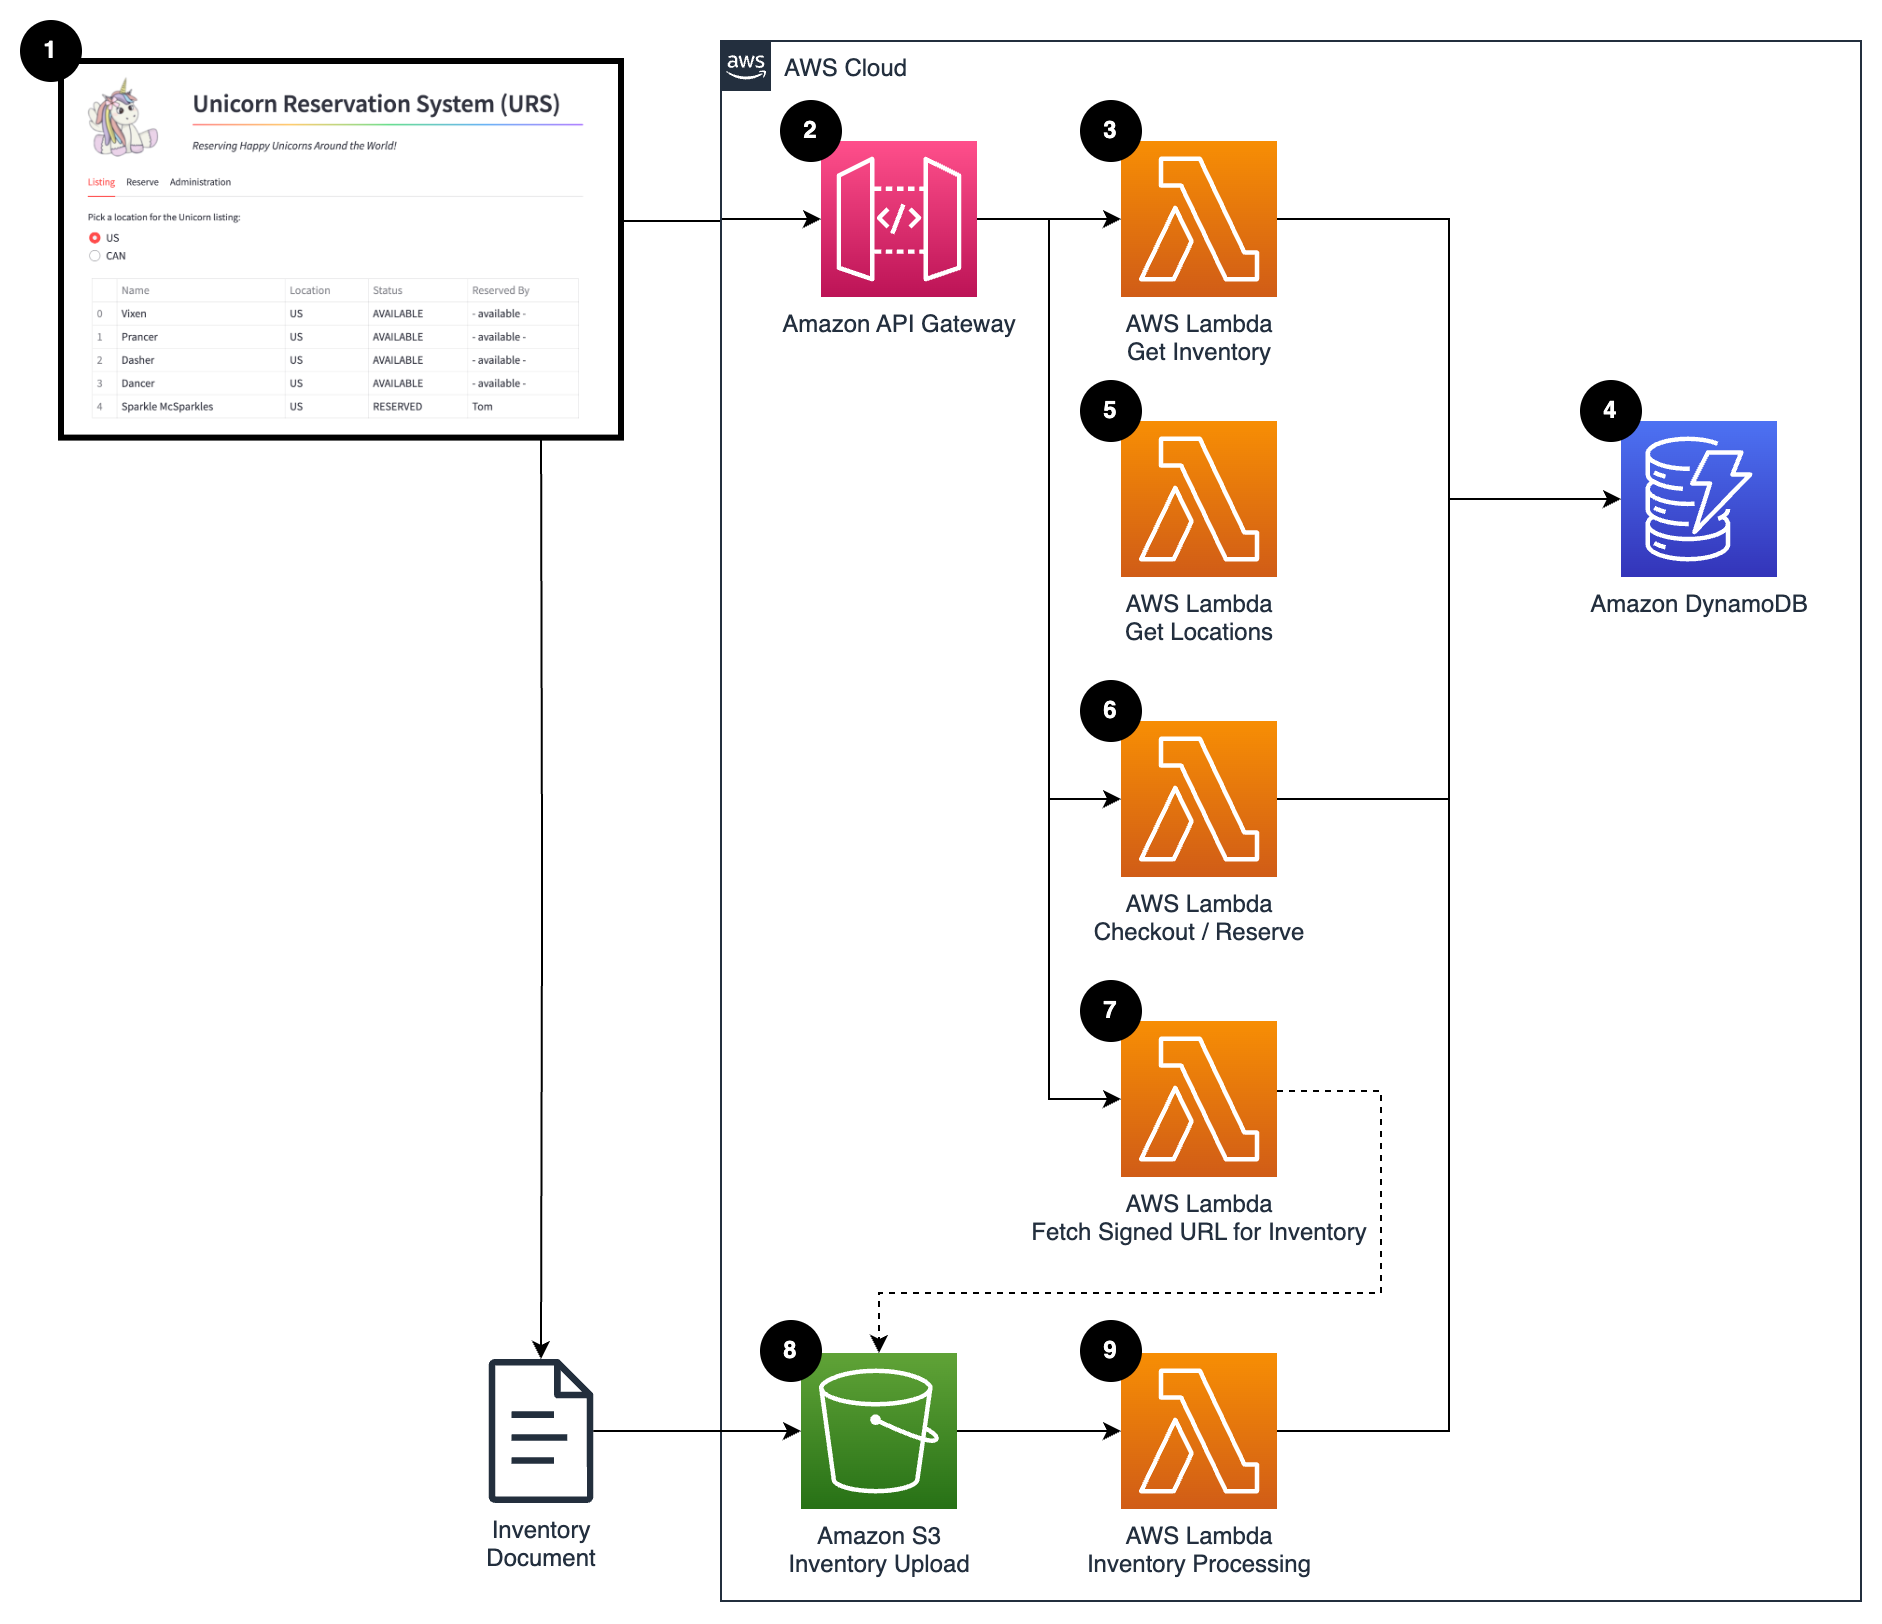 1
Unicorn Reservation System (URS)
Reserving Happy Unicorns Around the World!
Listing Reserve Administration
Pick a location for the Unicorn listing:
US
CAN
Name Location Status Reserved By
0 Vixen US AVAILABLE - available -
1 Prancer US AVAILABLE - available -
2 Dasher US AVAILABLE - available -
3 Dancer US AVAILABLE - available -
4 Sparkle McSparkles US RESERVED Tom
aws
AWS Cloud
2
Amazon API Gateway
3
AWS Lambda
Get Inventory
4
Amazon DynamoDB
5
AWS Lambda
Get Locations
6
AWS Lambda
Checkout / Reserve
7
AWS Lambda
Fetch Signed URL for Inventory
Inventory
Document
8
Amazon S3
Inventory Upload
9
AWS Lambda
Inventory Processing